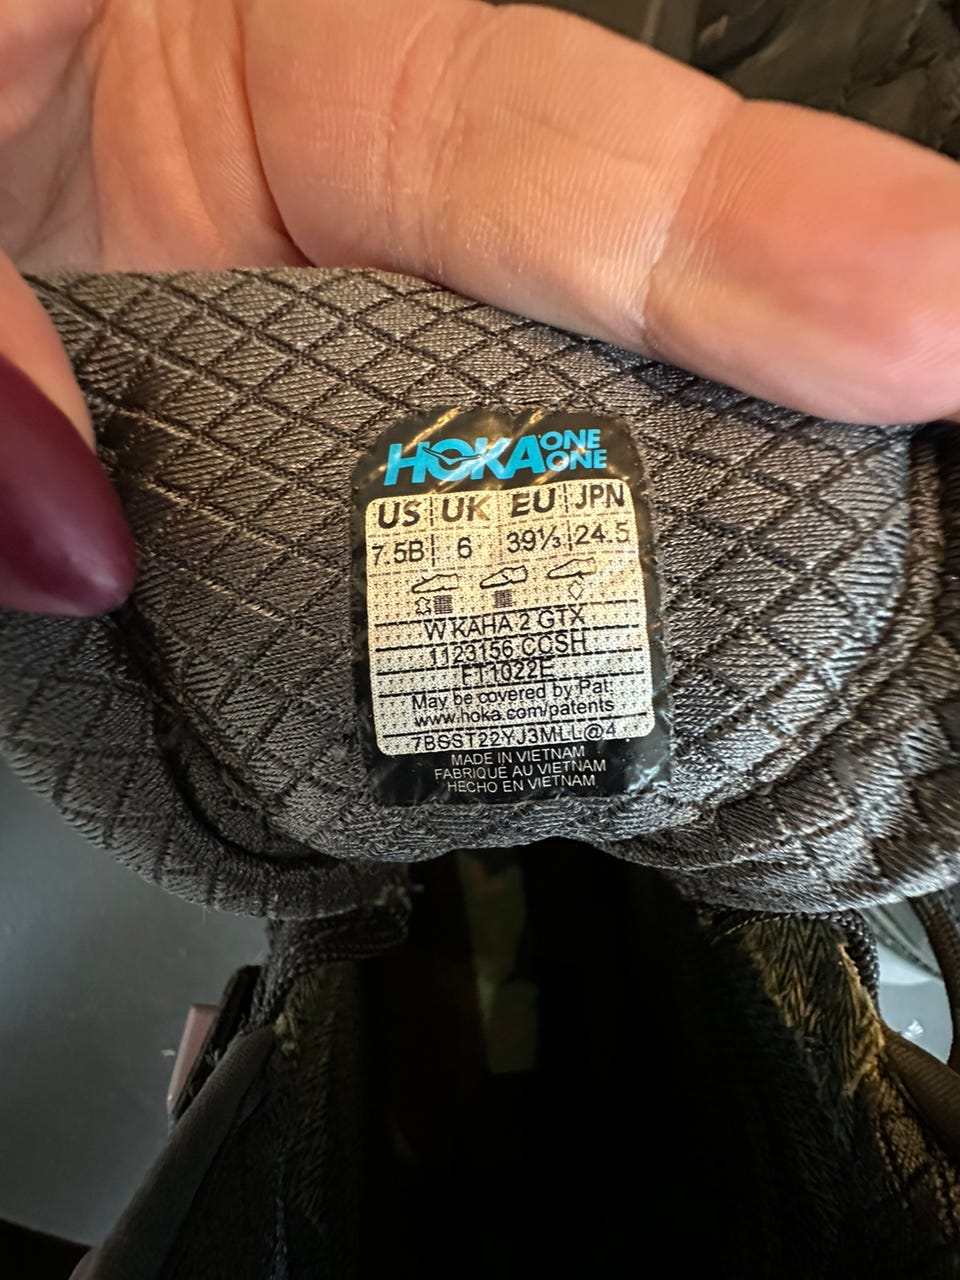 HOKA ONE ONE
US UK EU JPN
7.5B 6 39⅓ 24.5
W KAHA 2 GTX
1123156 CCSH
FT1022E
May be covered by Pat:
www.hoka.com/patents
7BSST22YJ3MLL@4
MADE IN VIETNAM
FABRIQUÉ AU VIETNAM
HECHO EN VIETNAM